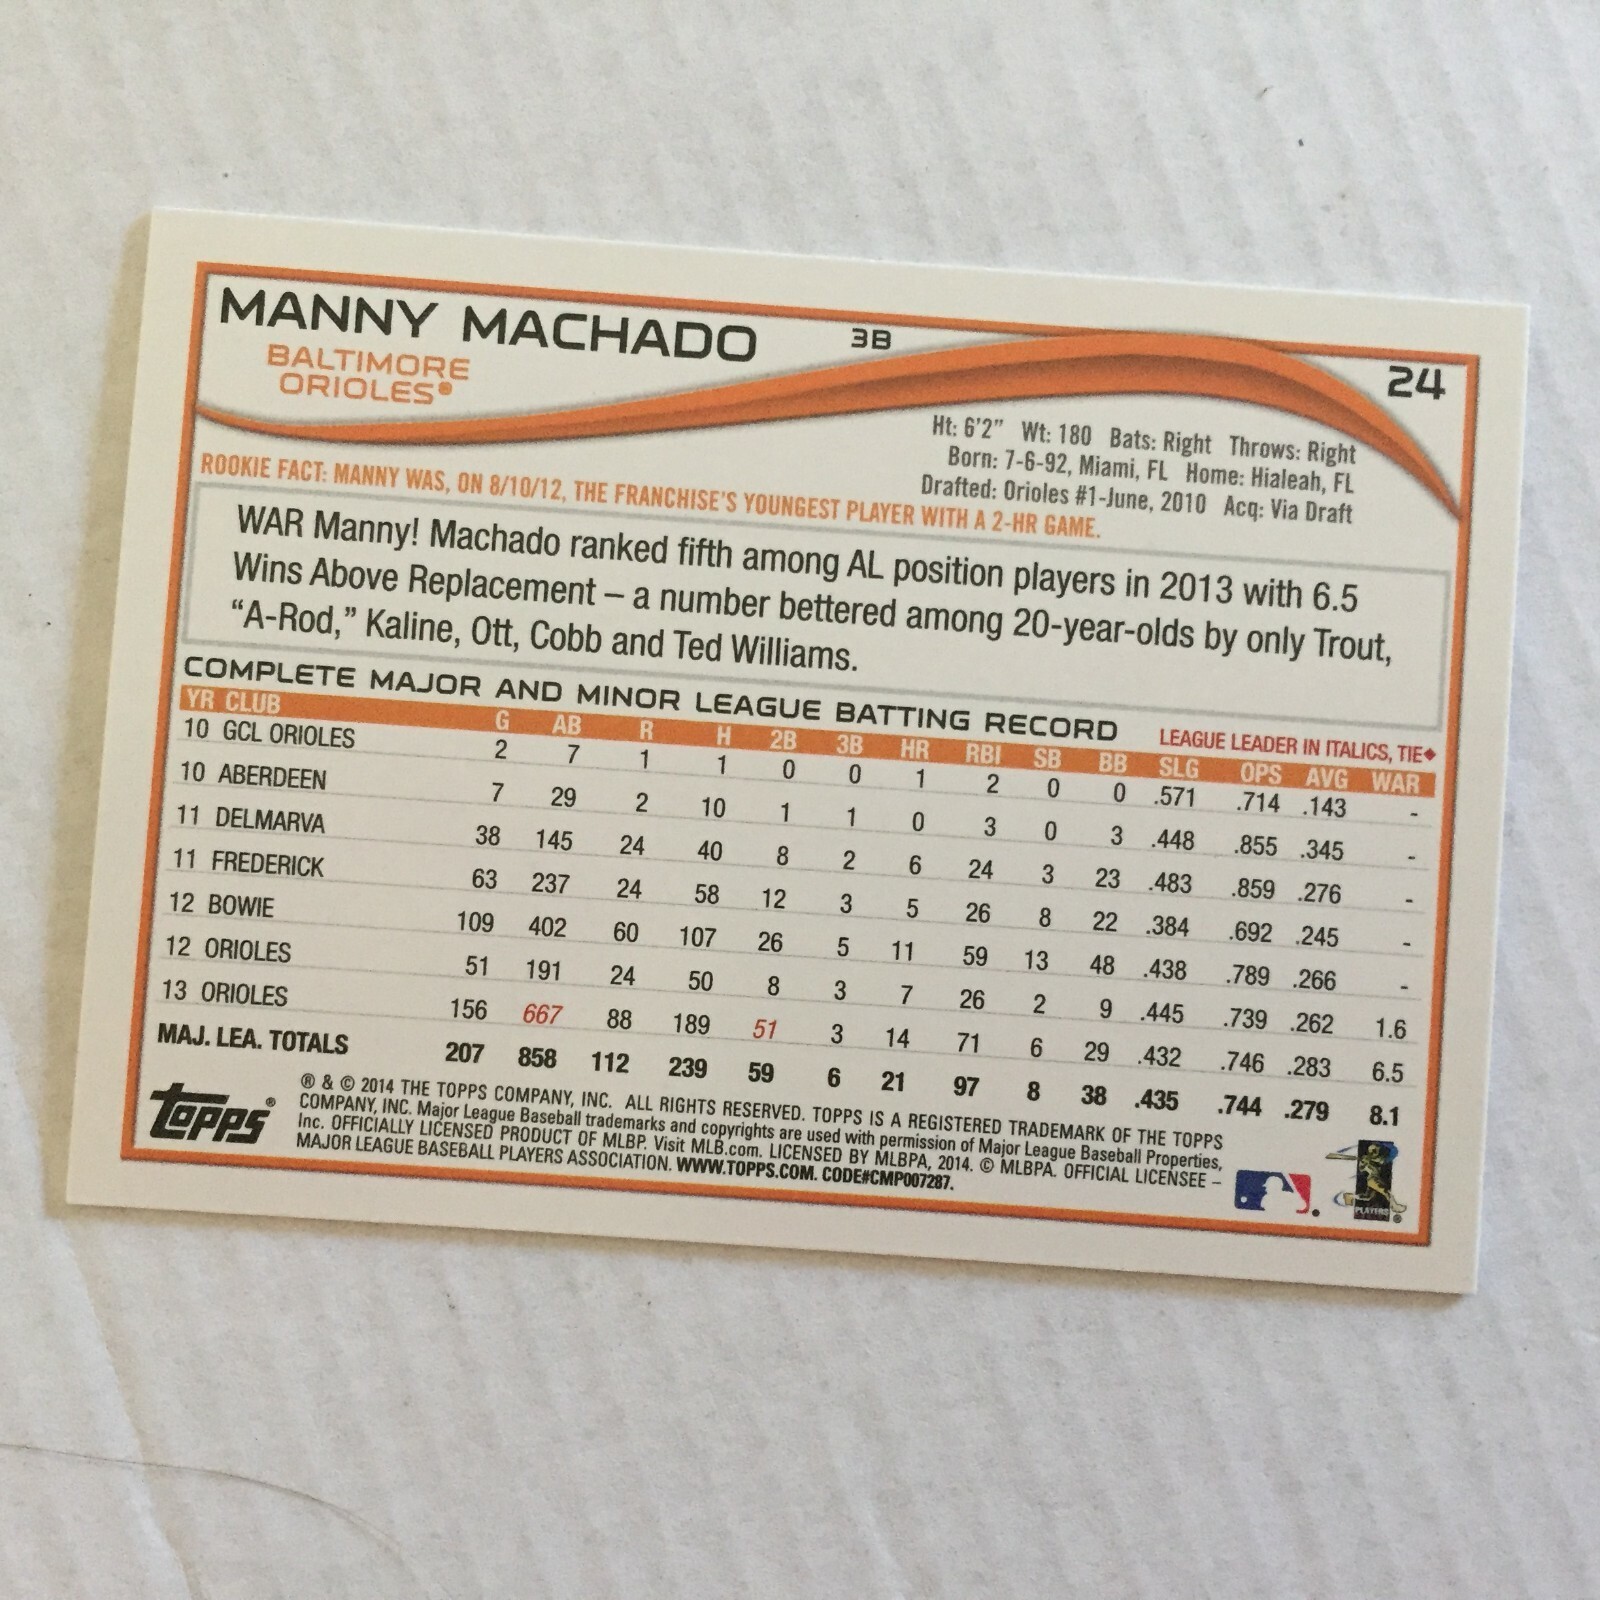 MANNY MACHADO 3B 24
BALTIMORE
ORIOLES®
Ht: 6'2" Wt: 180 Bats: Right Throws: Right
Born: 7-6-92, Miami, FL Home: Hialeah, FL
Drafted: Orioles #1-June, 2010 Acq: Via Draft
ROOKIE FACT: MANNY WAS, ON 8/10/12, THE FRANCHISE'S YOUNGEST PLAYER WITH A 2-HR GAME.
WAR Manny! Machado ranked fifth among AL position players in 2013 with 6.5
Wins Above Replacement – a number bettered among 20-year-olds by only Trout,
“A-Rod,” Kaline, Ott, Cobb and Ted Williams.
COMPLETE MAJOR AND MINOR LEAGUE BATTING RECORD LEAGUE LEADER IN ITALICS, TIE◆
YR CLUB G AB R H 2B 3B HR RBI SB BB SLG OPS AVG WAR
10 GCL ORIOLES 2 7 1 1 0 0 1 2 0 0 .571 .714 .143 -
10 ABERDEEN 7 29 2 10 1 1 0 3 0 3 .448 .855 .345 -
11 DELMARVA 38 145 24 40 8 2 6 24 3 23 .483 .859 .276 -
11 FREDERICK 63 237 24 58 12 3 5 26 8 22 .384 .692 .245 -
12 BOWIE 109 402 60 107 26 5 11 59 13 48 .438 .789 .266 -
12 ORIOLES 51 191 24 50 8 3 7 26 2 9 .445 .739 .262 1.6
13 ORIOLES 156 667 88 189 51 3 14 71 6 29 .432 .746 .283 6.5
MAJ. LEA. TOTALS 207 858 112 239 59 6 21 97 8 38 .435 .744 .279 8.1
topps®
® & © 2014 THE TOPPS COMPANY, INC. ALL RIGHTS RESERVED. TOPPS IS A REGISTERED TRADEMARK OF THE TOPPS
COMPANY, INC. Major League Baseball trademarks and copyrights are used with permission of Major League Baseball Properties,
Inc. OFFICIALLY LICENSED PRODUCT OF MLBP. Visit MLB.com. LICENSED BY MLBPA, 2014. © MLBPA. OFFICIAL LICENSEE –
MAJOR LEAGUE BASEBALL PLAYERS ASSOCIATION. WWW.TOPPS.COM. CODE#CMP007287.
PLAYERS